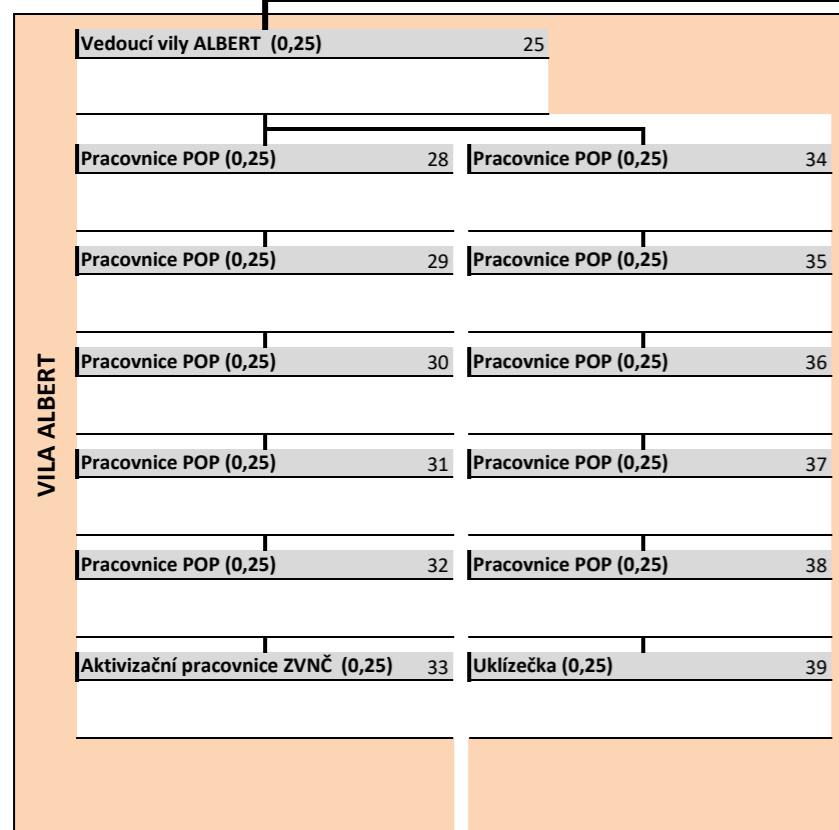 VILA ALBERT
Vedoucí vily ALBERT (0,25) 25
Pracovnice POP (0,25) 28
Pracovnice POP (0,25) 34
Pracovnice POP (0,25) 29
Pracovnice POP (0,25) 35
Pracovnice POP (0,25) 30
Pracovnice POP (0,25) 36
Pracovnice POP (0,25) 31
Pracovnice POP (0,25) 37
Pracovnice POP (0,25) 32
Pracovnice POP (0,25) 38
Aktivizační pracovnice ZVNČ (0,25) 33
Uklízečka (0,25) 39